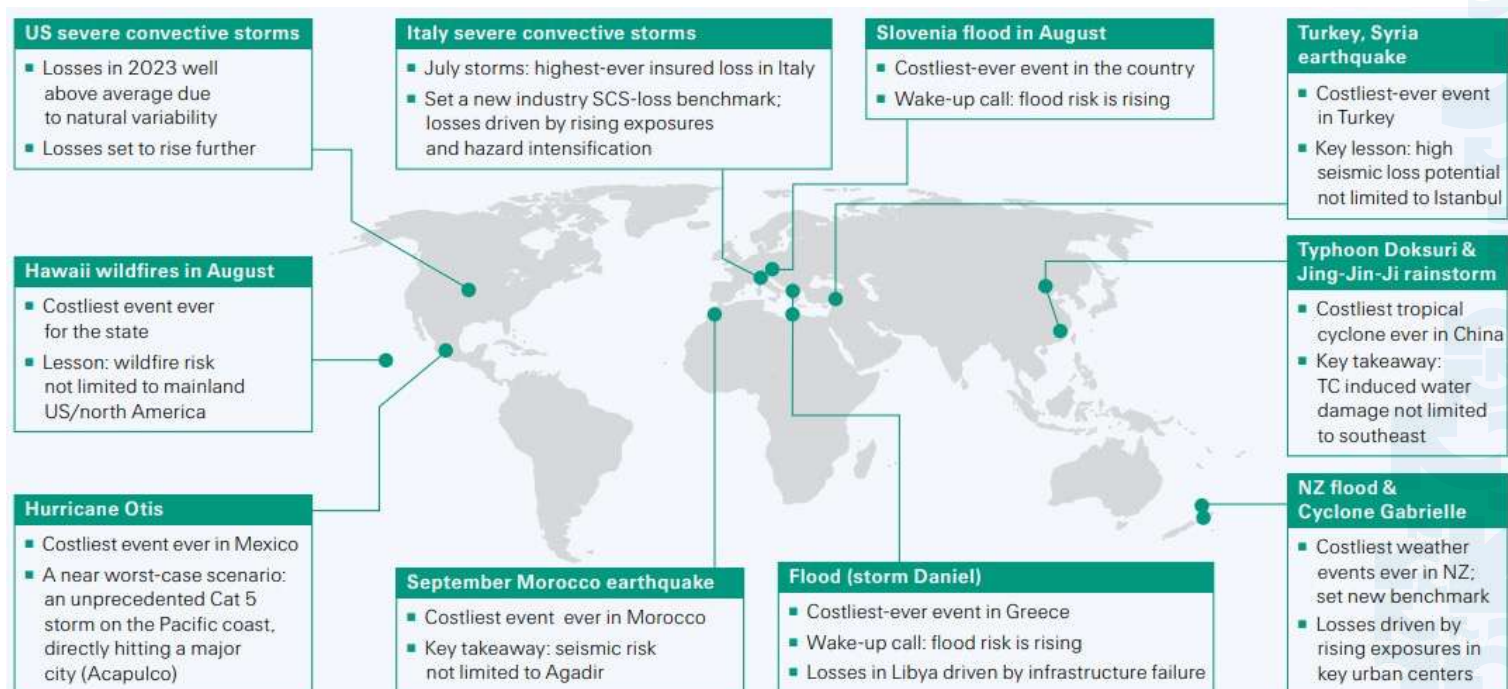 US severe convective storms
▪ Losses in 2023 well
above average due
to natural variability
▪ Losses set to rise further
Italy severe convective storms
▪ July storms: highest-ever insured loss in Italy
▪ Set a new industry SCS-loss benchmark;
losses driven by rising exposures
and hazard intensification
Slovenia flood in August
▪ Costliest-ever event in the country
▪ Wake-up call: flood risk is rising
Turkey, Syria
earthquake
▪ Costliest-ever event
in Turkey
▪ Key lesson: high
seismic loss potential
not limited to Istanbul
Hawaii wildfires in August
▪ Costliest event ever
for the state
▪ Lesson: wildfire risk
not limited to mainland
US/north America
Typhoon Doksuri &
Jing-Jin-Ji rainstorm
▪ Costliest tropical
cyclone ever in China
▪ Key takeaway:
TC induced water
damage not limited
to southeast
Hurricane Otis
▪ Costliest event ever in Mexico
▪ A near worst-case scenario:
an unprecedented Cat 5
storm on the Pacific coast,
directly hitting a major
city (Acapulco)
September Morocco earthquake
▪ Costliest event ever in Morocco
▪ Key takeaway: seismic risk
not limited to Agadir
Flood (storm Daniel)
▪ Costliest-ever event in Greece
▪ Wake-up call: flood risk is rising
▪ Losses in Libya driven by infrastructure failure
NZ flood &
Cyclone Gabrielle
▪ Costliest weather
events ever in NZ;
set new benchmark
▪ Losses driven by
rising exposures in
key urban centers